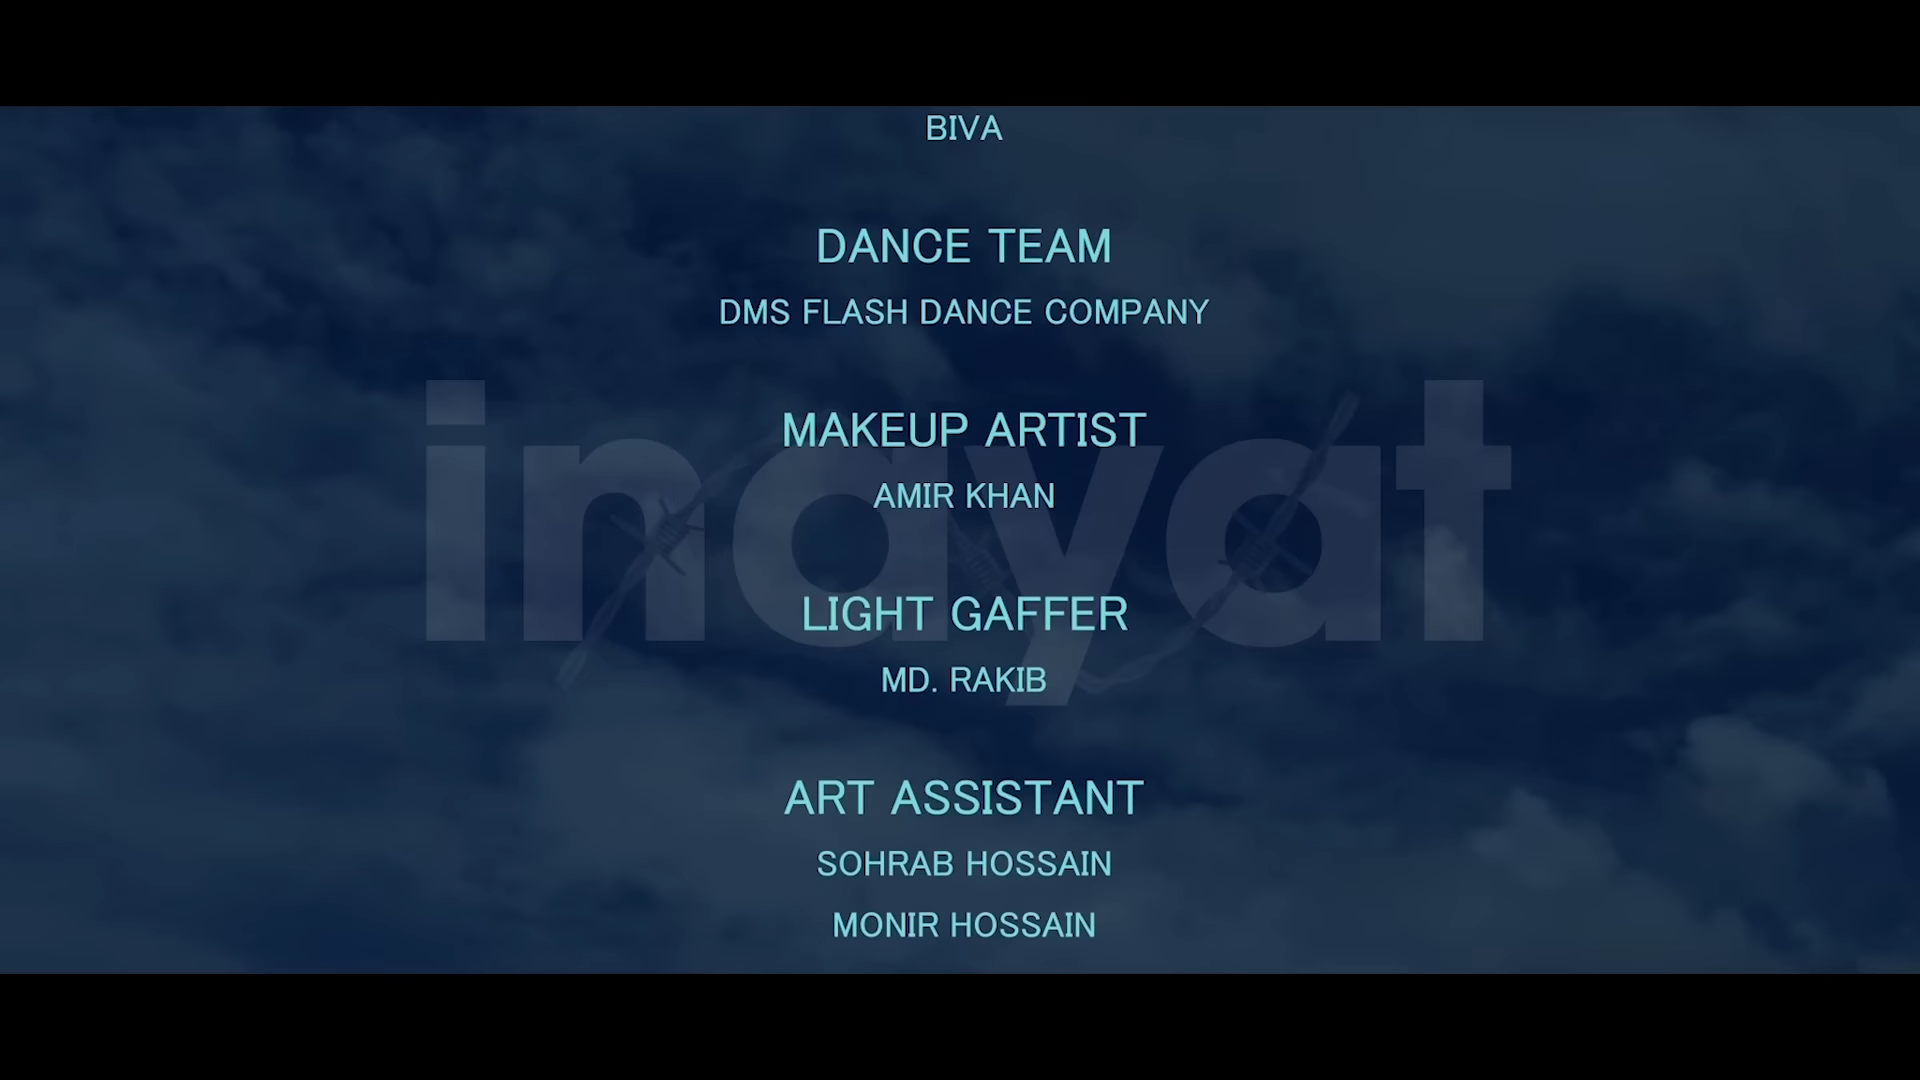 BIVA
DANCE TEAM
DMS FLASH DANCE COMPANY
inayat
MAKEUP ARTIST
AMIR KHAN
LIGHT GAFFER
MD. RAKIB
ART ASSISTANT
SOHRAB HOSSAIN
MONIR HOSSAIN